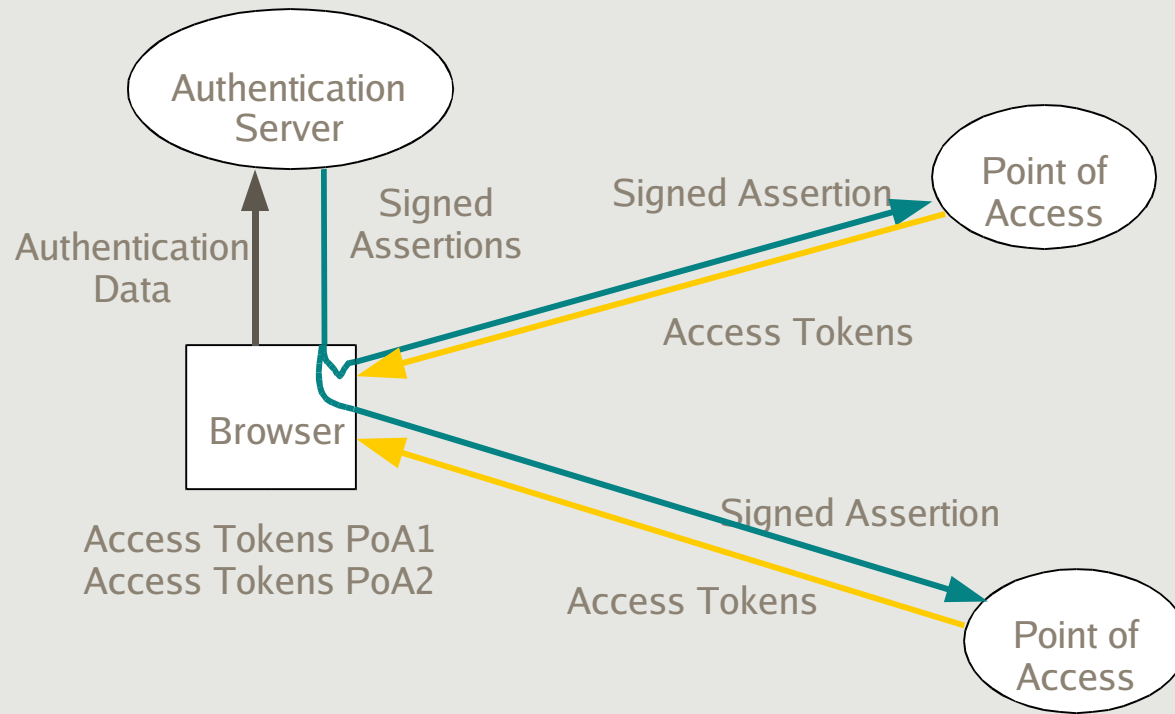 Authentication
Server
Point of
Access
Signed Assertion
Signed
Assertions
Authentication
Data
Access Tokens
Browser
Signed Assertion
Access Tokens PoA1
Access Tokens PoA2
Access Tokens
Point of
Access